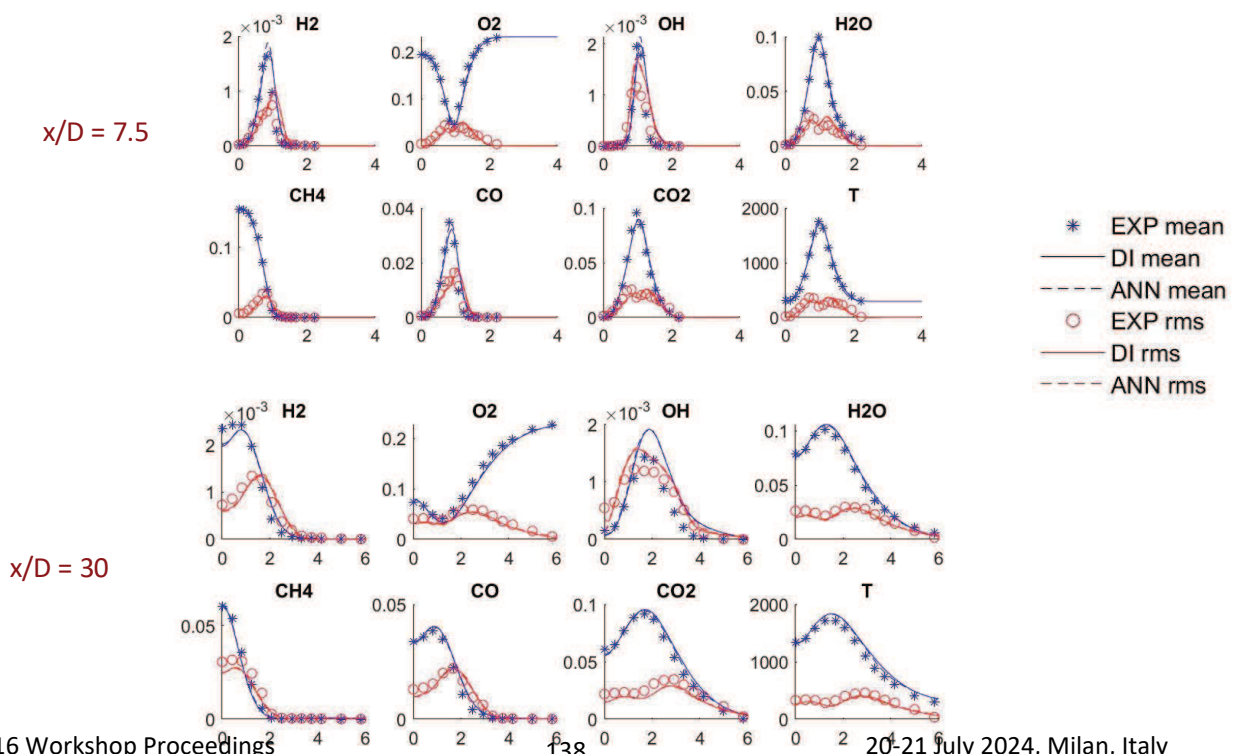 H2 O2 OH H2O
×10⁻³ ×10⁻³
2 0.2 2 0.1
1 0.1 1 0.05
0 0 0 0
0 2 4 0 2 4 0 2 4 0 2 4
x/D = 7.5
CH4 CO CO2 T
0.1 0.04 0.1 2000
0.02 0.05 1000
0 0 0 0
0 2 4 0 2 4 0 2 4 0 2 4
EXP mean
DI mean
ANN mean
EXP rms
DI rms
ANN rms
H2 O2 OH H2O
×10⁻³ ×10⁻³
2 0.2 2 0.1
1 0.1 1 0.05
0 0 0 0
0 2 4 6 0 2 4 6 0 2 4 6 0 2 4 6
x/D = 30
CH4 CO CO2 T
0.05 0.05 0.1 2000
0.05 1000
0 0 0 0
0 2 4 6 0 2 4 6 0 2 4 6 0 2 4 6
16 Workshop Proceedings 138 20-21 July 2024, Milan, Italy